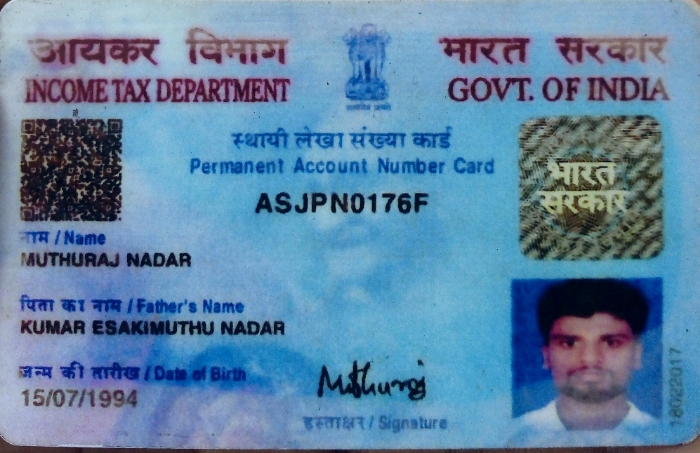 आयकर विभाग
INCOME TAX DEPARTMENT
भारत सरकार
GOVT. OF INDIA
सत्यमेव जयते
स्थायी लेखा संख्या कार्ड
Permanent Account Number Card
ASJPN0176F
भारत
सरकार
नाम / Name
MUTHURAJ NADAR
पिता का नाम / Father's Name
KUMAR ESAKIMUTHU NADAR
जन्म की तारीख / Date of Birth
15/07/1994
Muthuraj
हस्ताक्षर / Signature
18022017